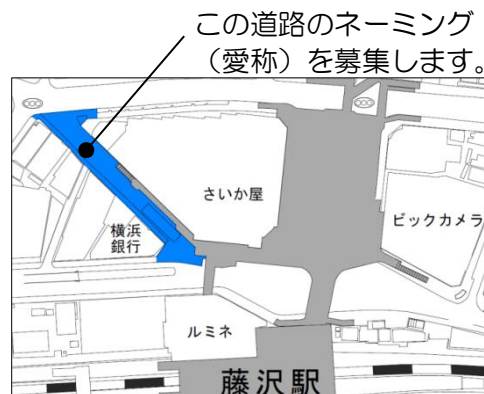 この道路のネーミング
（愛称）を募集します。
さいか屋
ビックカメラ
横浜
銀行
ルミネ
藤沢駅